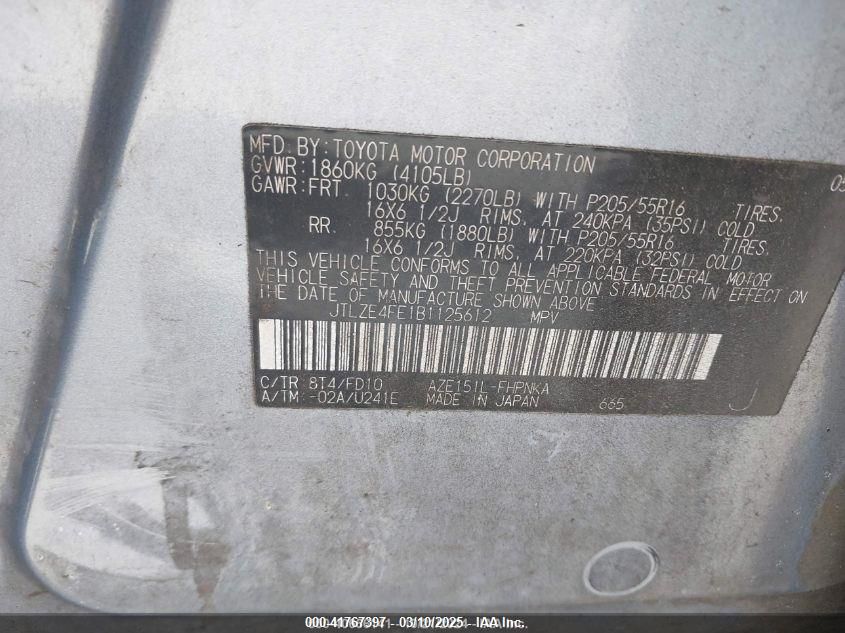 MFD. BY: TOYOTA MOTOR CORPORATION 05
GVWR: 1860KG (4105LB)
GAWR: FRT. 1030KG (2270LB) WITH P205/55R16 TIRES.
16X6 1/2J RIMS, AT 240KPA (35PSI) COLD
RR. 855KG (1880LB) WITH P205/55R16 TIRES.
16X6 1/2J RIMS, AT 220KPA (32PSI) COLD
THIS VEHICLE CONFORMS TO ALL APPLICABLE FEDERAL MOTOR
VEHICLE SAFETY AND THEFT PREVENTION STANDARDS IN EFFECT ON
THE DATE OF MANUFACTURE SHOWN ABOVE
JTLZE4FE1B1125612 MPV
C/TR 8T4/FD10 AZE151L-FHPNKA
A/TM -02A/U241E MADE IN JAPAN 665 J
000-41767397 - 03/10/2025 - IAA Inc.